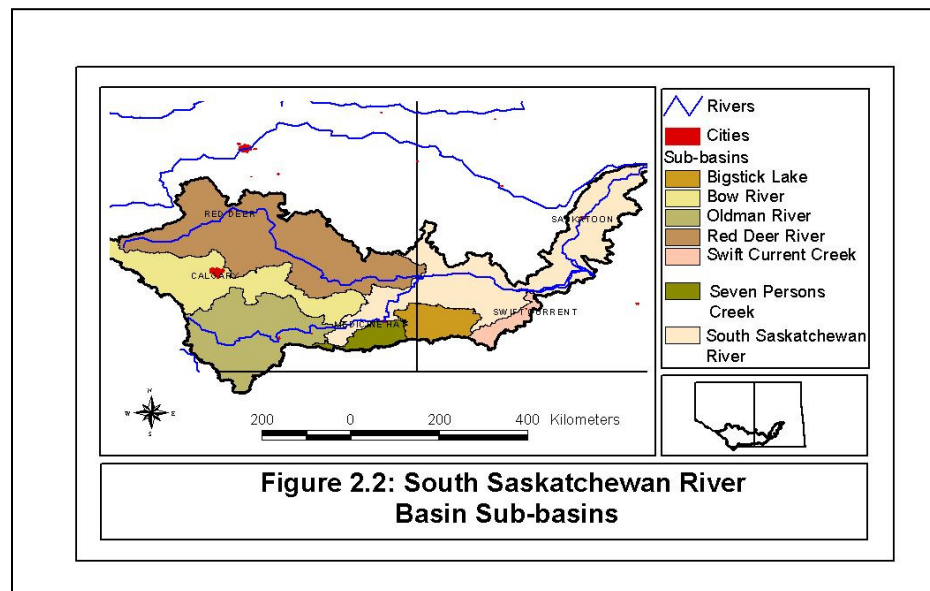 RED DEER
SASKATOON
CALGARY
MEDICINE HAT
SWIFT CURRENT
N
W E
S
200 0 200 400 Kilometers
Rivers
Cities
Sub-basins
Bigstick Lake
Bow River
Oldman River
Red Deer River
Swift Current Creek
Seven Persons
Creek
South Saskatchewan
River
Figure 2.2: South Saskatchewan River
Basin Sub-basins